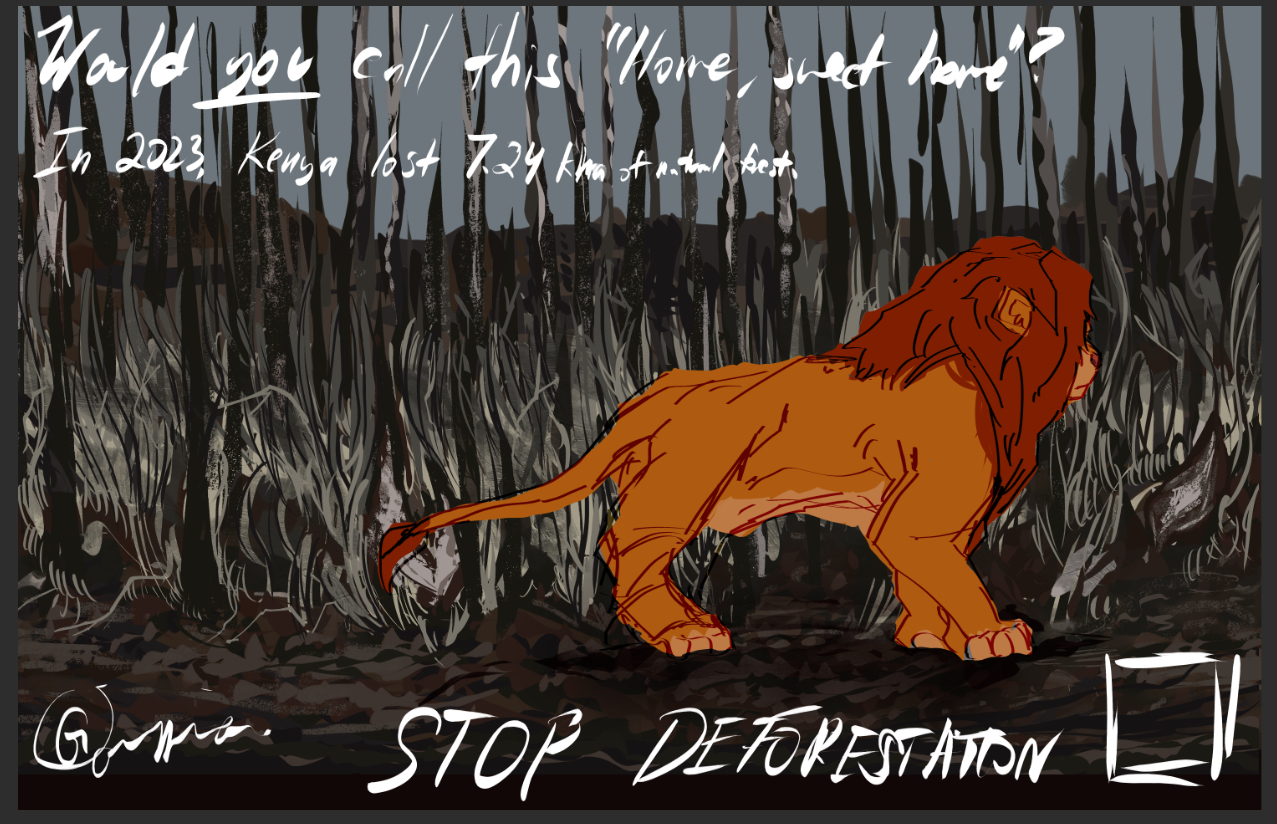 Would you call this "Home, sweet home"?
In 2023, Kenya lost 7.24 kha of natural forest.
STOP DEFORESTATION